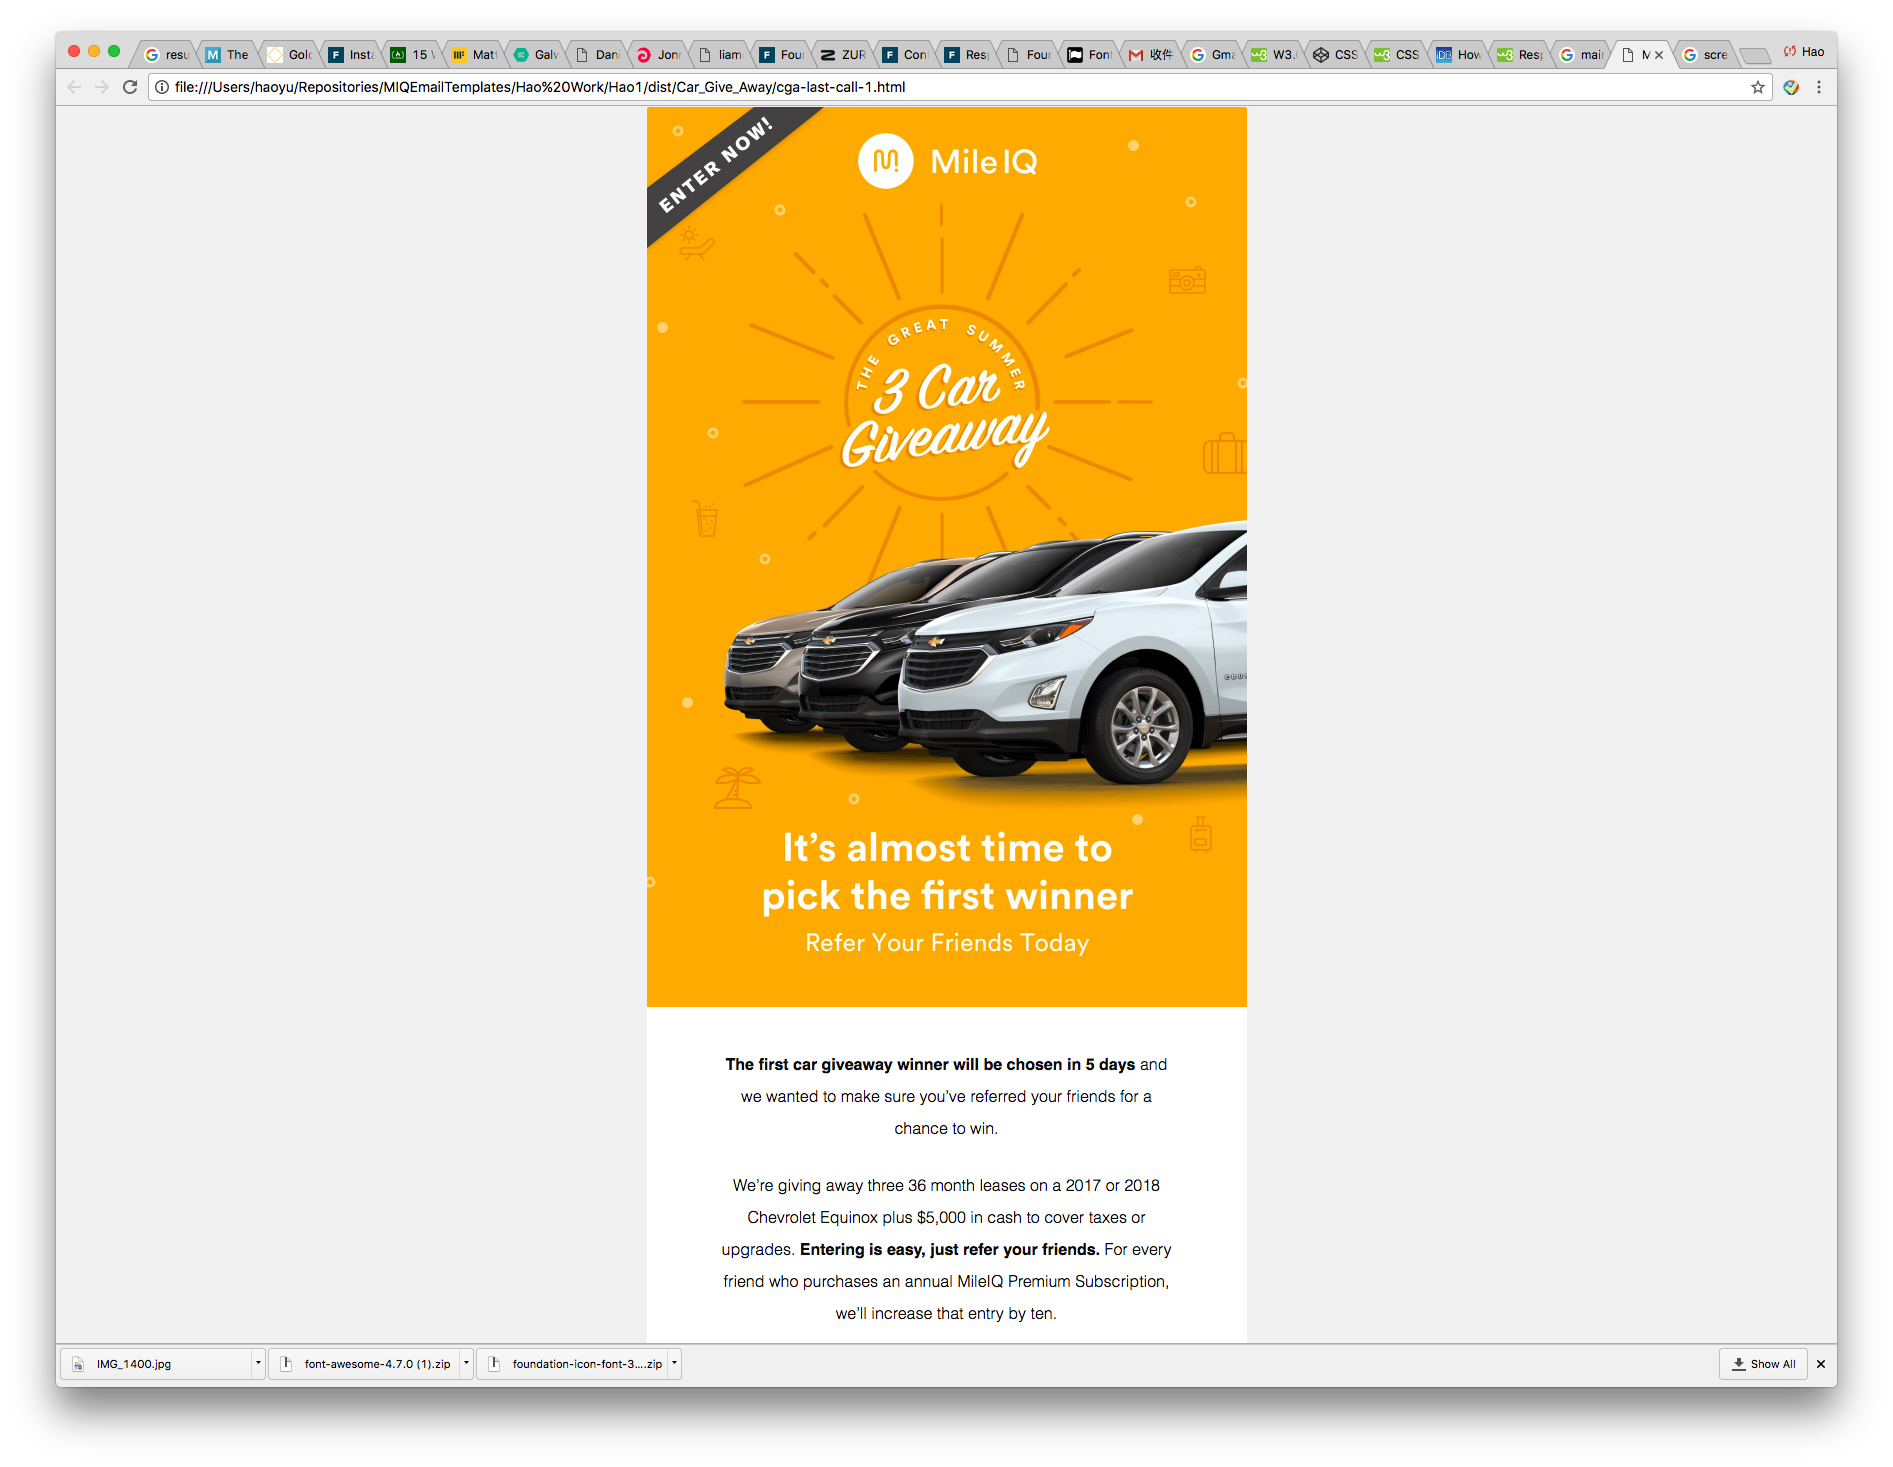 resu
The
Gold
Insta
15
Matt
Galv
Dani
Jon
liam
Foun
ZUR
Con
Resp
Four
Font
收件
Gma
W3.
CSS
CSS
How
Resp
mair
M
scre
Hao
file:///Users/haoyu/Repositories/MIQEmailTemplates/Hao%20Work/Hao1/dist/Car_Give_Away/cga-last-call-1.html
ENTER NOW!
MileIQ
THE GREAT SUMMER
3 Car
Giveaway
It’s almost time to
pick the first winner
Refer Your Friends Today
The first car giveaway winner will be chosen in 5 days and
we wanted to make sure you’ve referred your friends for a
chance to win.
We’re giving away three 36 month leases on a 2017 or 2018
Chevrolet Equinox plus $5,000 in cash to cover taxes or
upgrades. Entering is easy, just refer your friends. For every
friend who purchases an annual MileIQ Premium Subscription,
we’ll increase that entry by ten.
IMG_1400.jpg
font-awesome-4.7.0 (1).zip
foundation-icon-font-3....zip
Show All